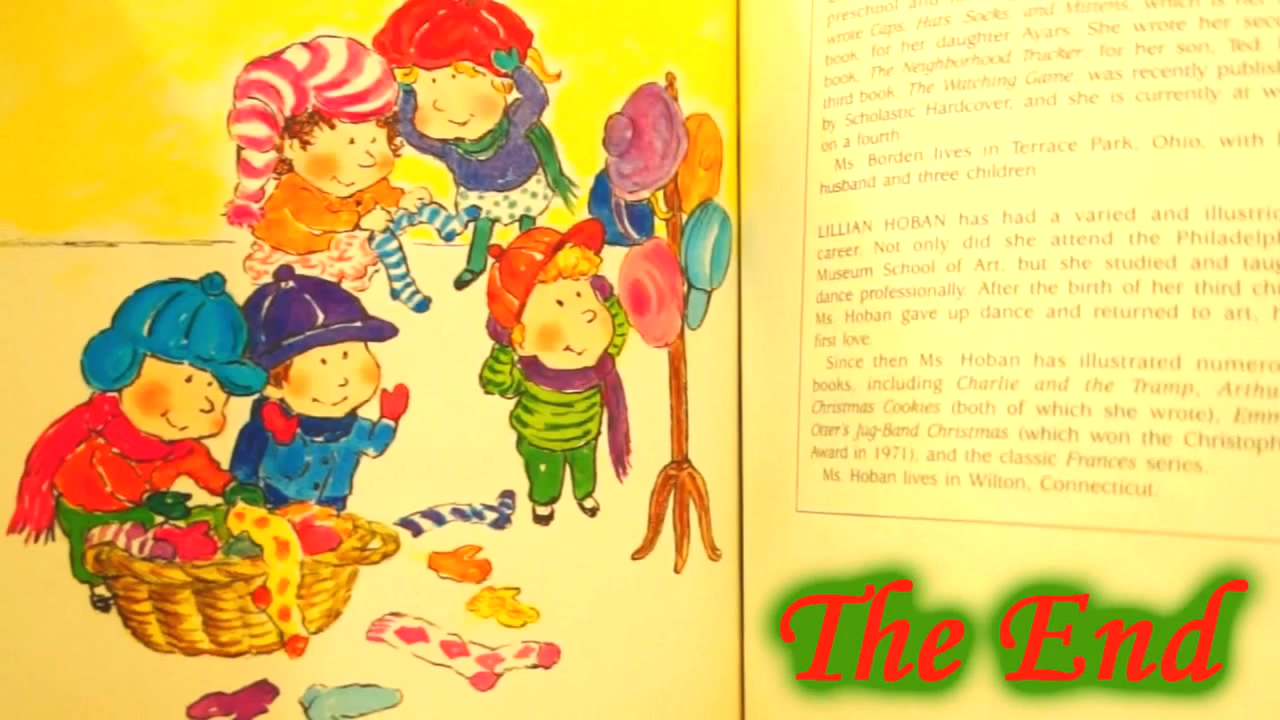 preschool and
wrote Caps, Hats, Socks, and Mittens, which is her
book, for her daughter Ayars. She wrote her seco
book, The Neighborhood Trucker, for her son, Ted.
third book, The Watching Game, was recently publish
by Scholastic Hardcover, and she is currently at w
on a fourth.
Ms. Borden lives in Terrace Park, Ohio, with
husband and three children.
LILLIAN HOBAN has had a varied and illustri
career. Not only did she attend the Philadelp
Museum School of Art, but she studied and taug
dance professionally. After the birth of her third chi
Ms. Hoban gave up dance and returned to art, h
first love.
Since then Ms. Hoban has illustrated numero
books, including Charlie and the Tramp, Arthu
Christmas Cookies (both of which she wrote), Emm
Otter's Jug-Band Christmas (which won the Christoph
Award in 1971), and the classic Frances series.
Ms. Hoban lives in Wilton, Connecticut.
The End